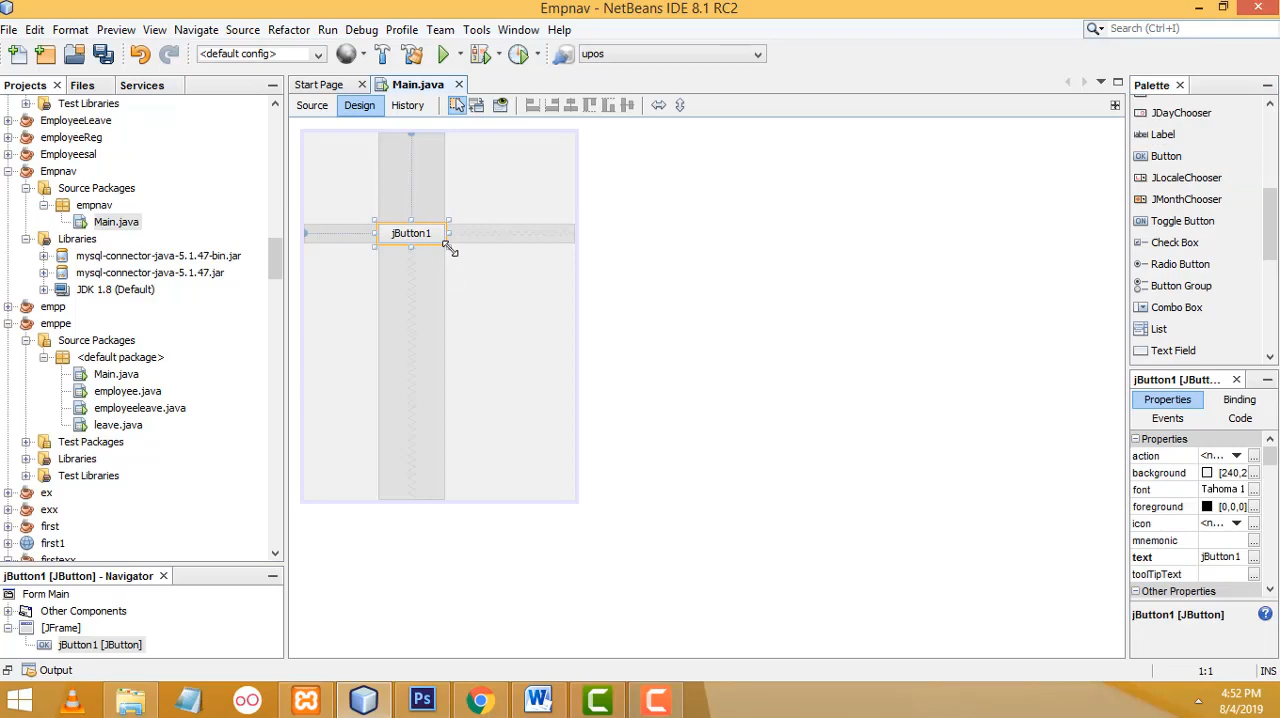 Empnav - NetBeans IDE 8.1 RC2
File Edit Format Preview View Navigate Source Refactor Run Debug Profile Team Tools Window Help
Search (Ctrl+I)
<default config>
upos
Projects Files Services
Start Page Main.java
Palette
Source Design History
Test Libraries
EmployeeLeave
employeeReg
Employeesal
Empnav
Source Packages
empnav
Main.java
Libraries
mysql-connector-java-5.1.47-bin.jar
mysql-connector-java-5.1.47.jar
JDK 1.8 (Default)
empp
emppe
Source Packages
<default package>
Main.java
employee.java
employeeleave.java
leave.java
Test Packages
Libraries
Test Libraries
ex
exx
first
first1
firstexx
jButton1
JDayChooser
Label
Button
JLocaleChooser
JMonthChooser
Toggle Button
Check Box
Radio Button
Button Group
Combo Box
List
Text Field
jButton1 [JButt...
Properties Binding
Events Code
Properties
action <n...
background [240,2
font Tahoma 1
foreground [0,0,0]
icon <n...
mnemonic
text jButton1
toolTipText
Other Properties
jButton1 [JButton]
jButton1 [JButton] - Navigator
Form Main
Other Components
[JFrame]
jButton1 [JButton]
Output
1:1 INS
4:52 PM
8/4/2019